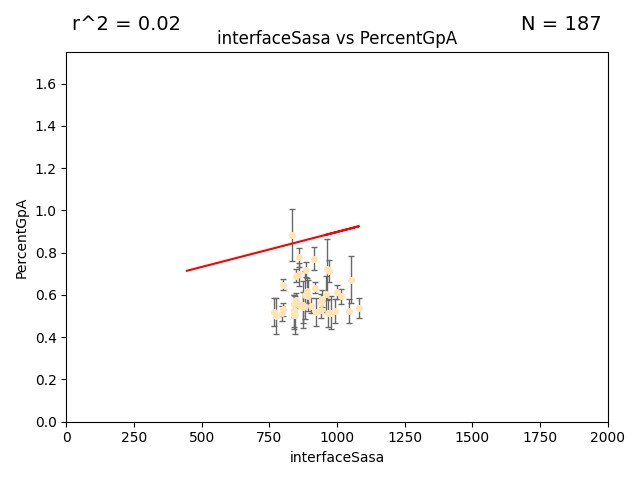 r^2 = 0.02
N = 187
interfaceSasa vs PercentGpA
PercentGpA
1.6
1.4
1.2
1.0
0.8
0.6
0.4
0.2
0.0
0 250 500 750 1000 1250 1500 1750 2000
interfaceSasa